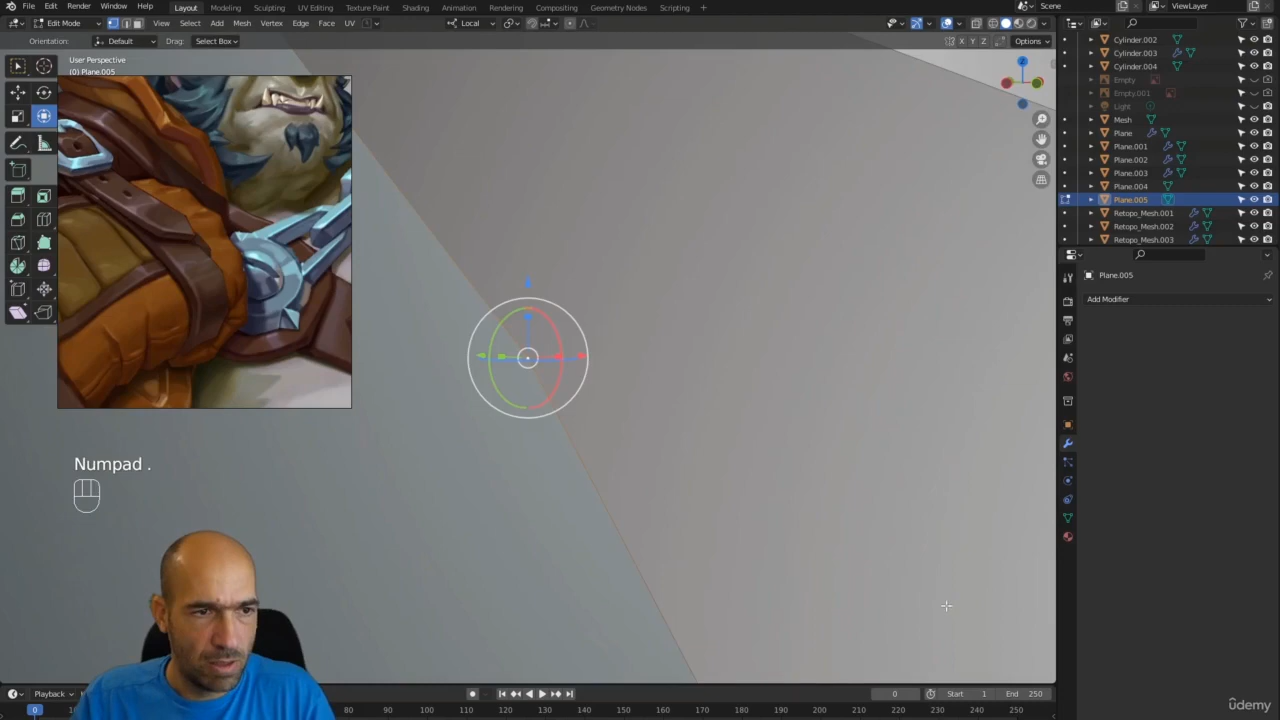 File Edit Render Window Help Layout Modeling Sculpting UV Editing Texture Paint Shading Animation Rendering Compositing Geometry Nodes Scripting + Scene ViewLayer
Edit Mode View Select Add Mesh Vertex Edge Face UV Local
Orientation: Default Drag: Select Box X Y Z Options
User Perspective
(0) Plane.005
Z
Cylinder.002
Cylinder.003
Cylinder.004
Empty
Empty.001
Light
Mesh
Plane
Plane.001
Plane.002
Plane.003
Plane.004
Plane.005
Retopo_Mesh.001
Retopo_Mesh.002
Retopo_Mesh.003
Plane.005
Add Modifier
Numpad .
Playback 0 Start 1 End 250
0 80 90 100 110 120 130 140 150 160 170 180 190 200 210 220 230 240 250
ûdemy